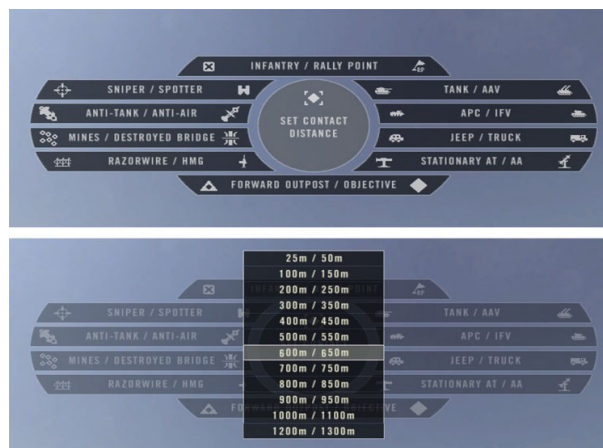 INFANTRY / RALLY POINT
RP
SNIPER / SPOTTER
TANK / AAV
ANTI-TANK / ANTI-AIR
SET CONTACT
DISTANCE
APC / IFV
MINES / DESTROYED BRIDGE
JEEP / TRUCK
RAZORWIRE / HMG
STATIONARY AT / AA
FORWARD OUTPOST / OBJECTIVE
25m / 50m
100m / 150m
200m / 250m
300m / 350m
400m / 450m
500m / 550m
600m / 650m
700m / 750m
800m / 850m
900m / 950m
1000m / 1100m
1200m / 1300m
SNIPER / SPOTTER
TANK / AAV
ANTI-TANK / ANTI-AIR
APC / IFV
MINES / DESTROYED BRIDGE
JEEP / TRUCK
RAZORWIRE / HMG
STATIONARY AT / AA